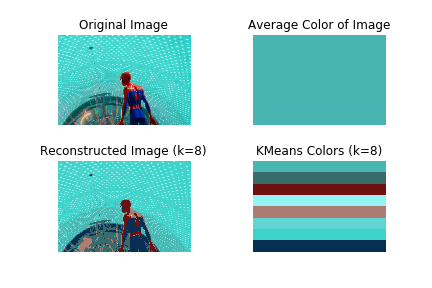 Original Image
Average Color of Image
Reconstructed Image (k=8)
KMeans Colors (k=8)